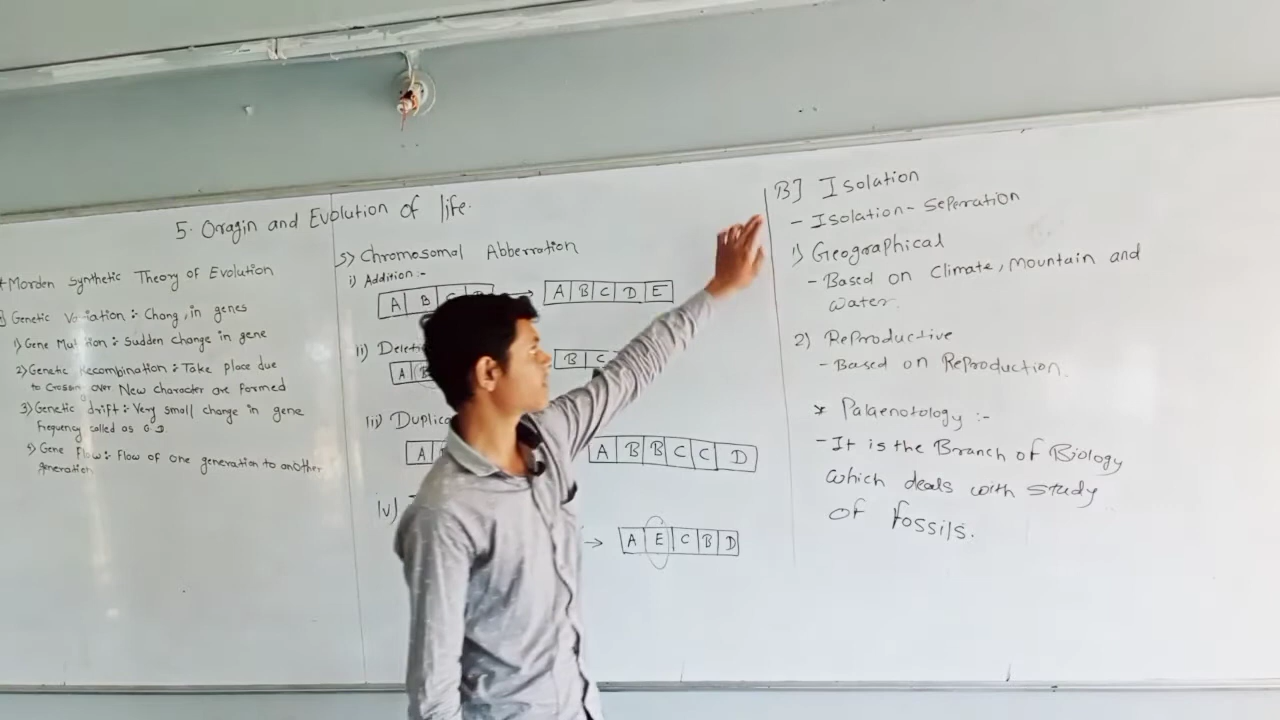 5. Oragin and Evolution of life.
* Morden Synthetic Theory of Evolution
Genetic Variation : Chang, in genes
1) Gene Mutation : Sudden change in gene
2) Genetic Recombination : Take place due
to Crossing over New character are formed
3) Genetic drift : Very small change in gene
frequency called as G.D
Gene Flow : Flow of one generation to another
generation
5) Chromosomal Abberration
i) Addition :-
A B C D → A B C D E
ii)
A B
B C
iii)
A
A B B C C D
iv)
→ A E C B D
B] Isolation
- Isolation - Seperation
1) Geographical
- Based on Climate, Mountain and
water.
2) Reproductive
- Based on Reproduction.
* Palaenotology :-
- It is the Branch of Biology
which deals with study
of fossils.